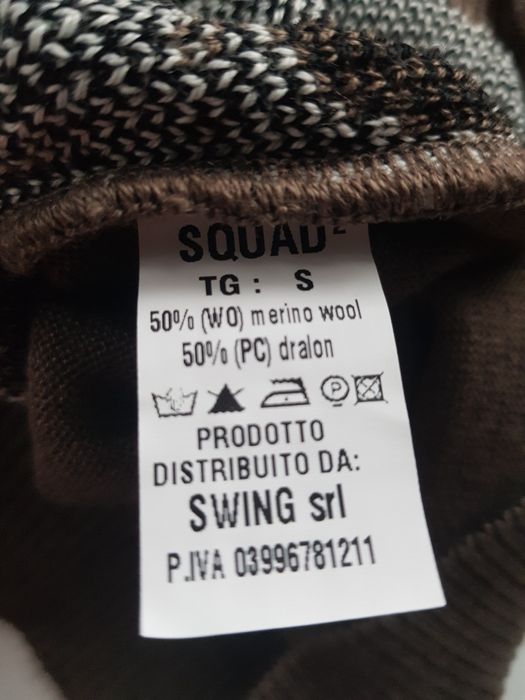 SQUAD²
TG : S
50% (WO) merino wool
50% (PC) dralon
P
PRODOTTO
DISTRIBUITO DA:
SWING srl
P.IVA 03996781211